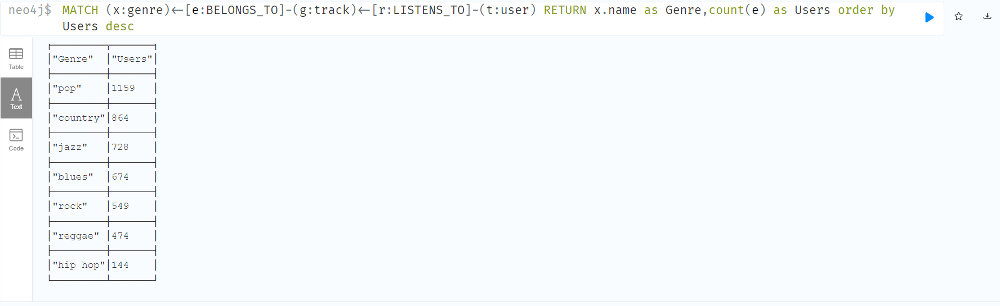 neo4j$ MATCH (x:genre)<-[e:BELONGS_TO]-(g:track)<-[r:LISTENS_TO]-(t:user) RETURN x.name as Genre,count(e) as Users order by
Users desc
Table
Text
Code
"Genre" "Users"
"pop" 1159
"country" 864
"jazz" 728
"blues" 674
"rock" 549
"reggae" 474
"hip hop" 144